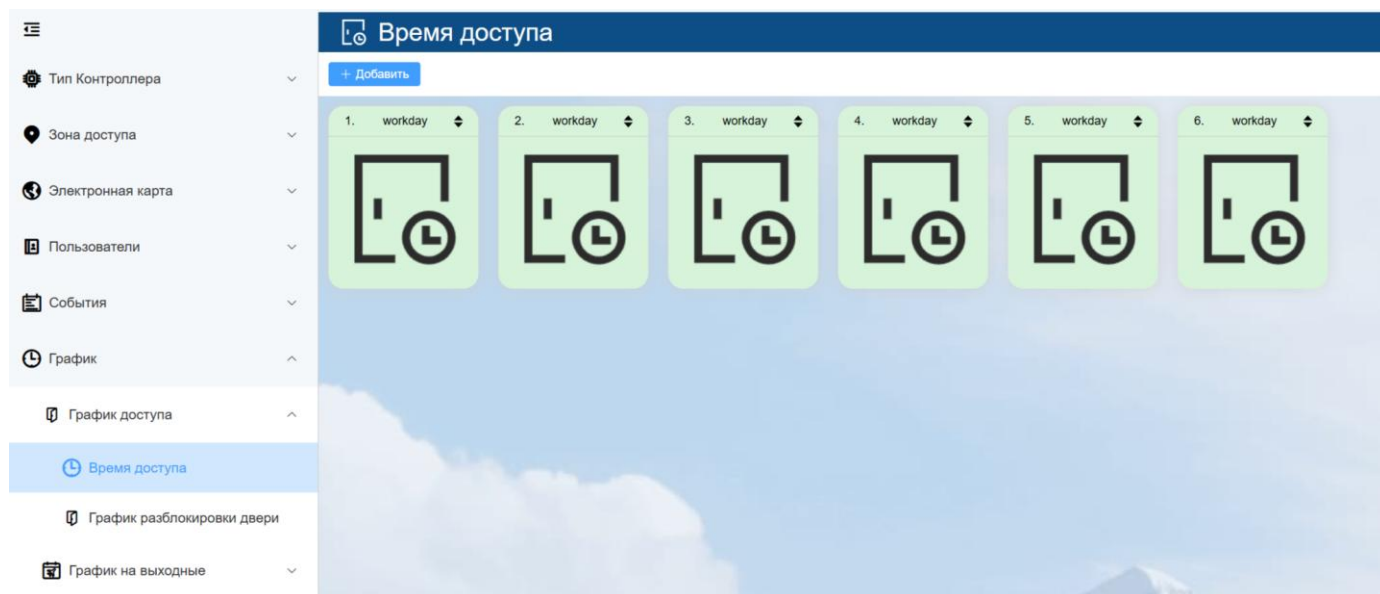 Время доступа
Тип Контроллера
+ Добавить
1. workday
2. workday
3. workday
4. workday
5. workday
6. workday
Зона доступа
Электронная карта
Пользователи
События
График
График доступа
Время доступа
График разблокировки двери
График на выходные